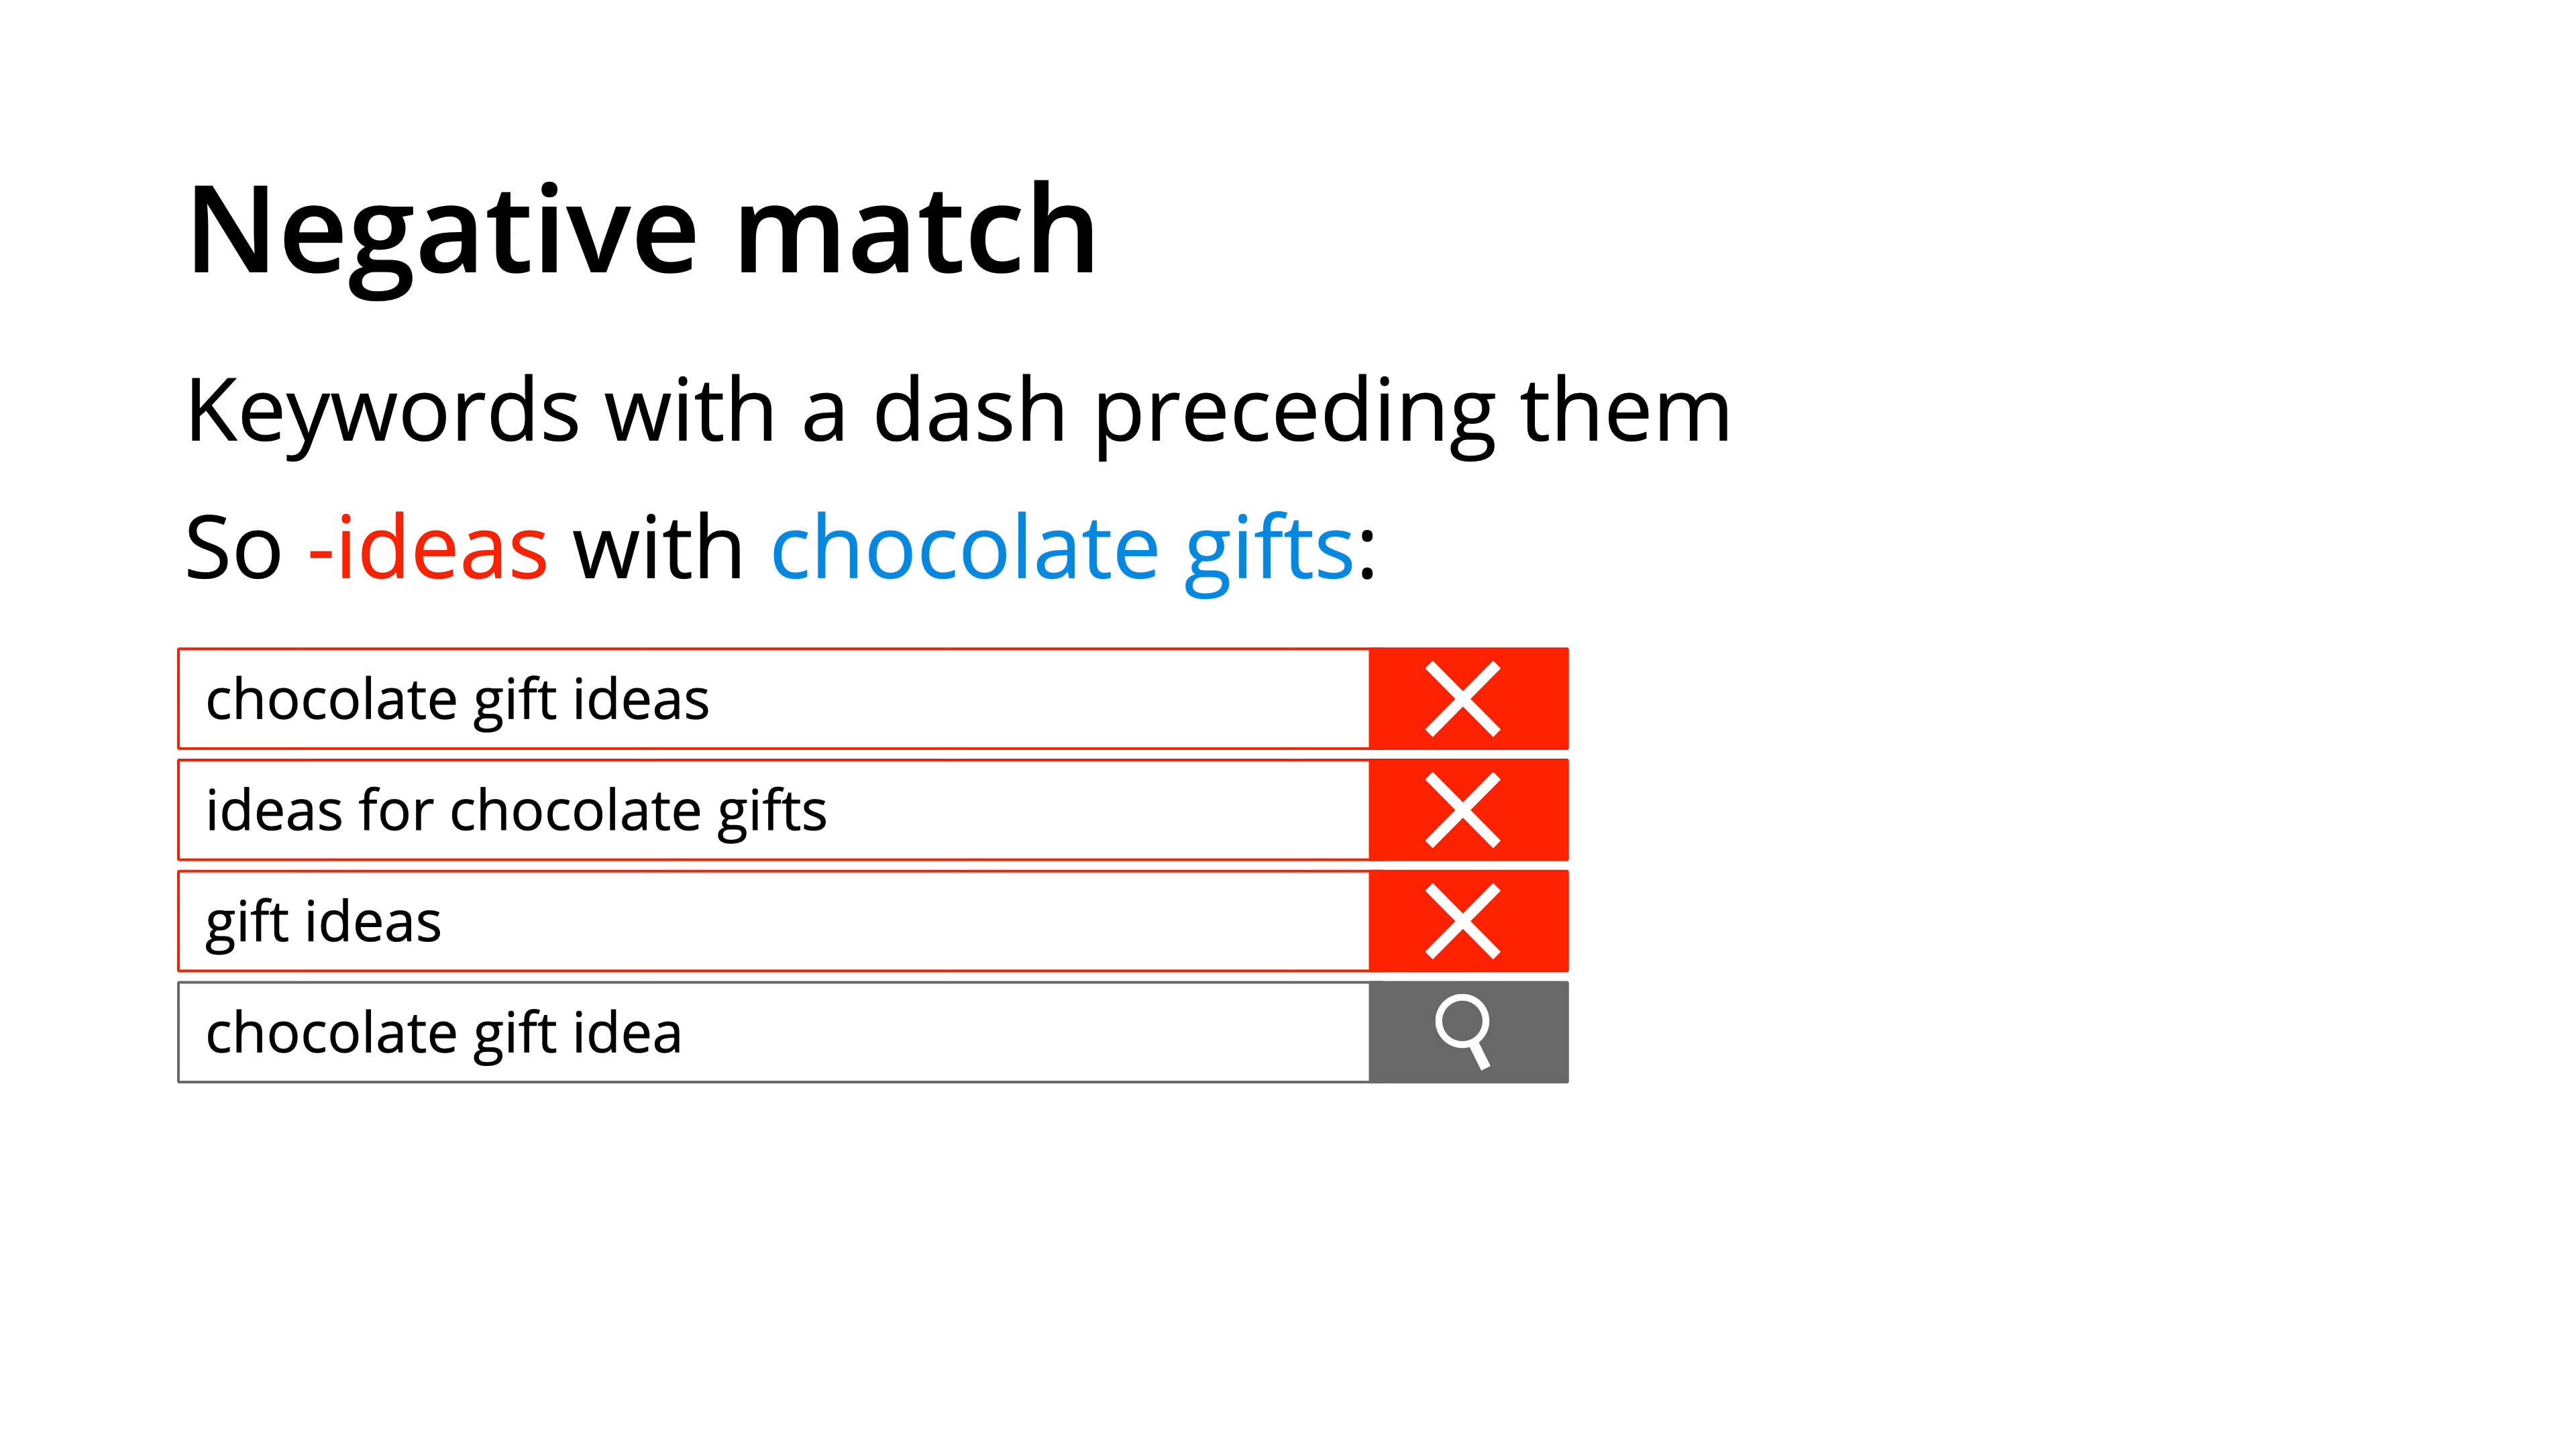 Negative match
Keywords with a dash preceding them
So -ideas with chocolate gifts:
chocolate gift ideas
ideas for chocolate gifts
gift ideas
chocolate gift idea